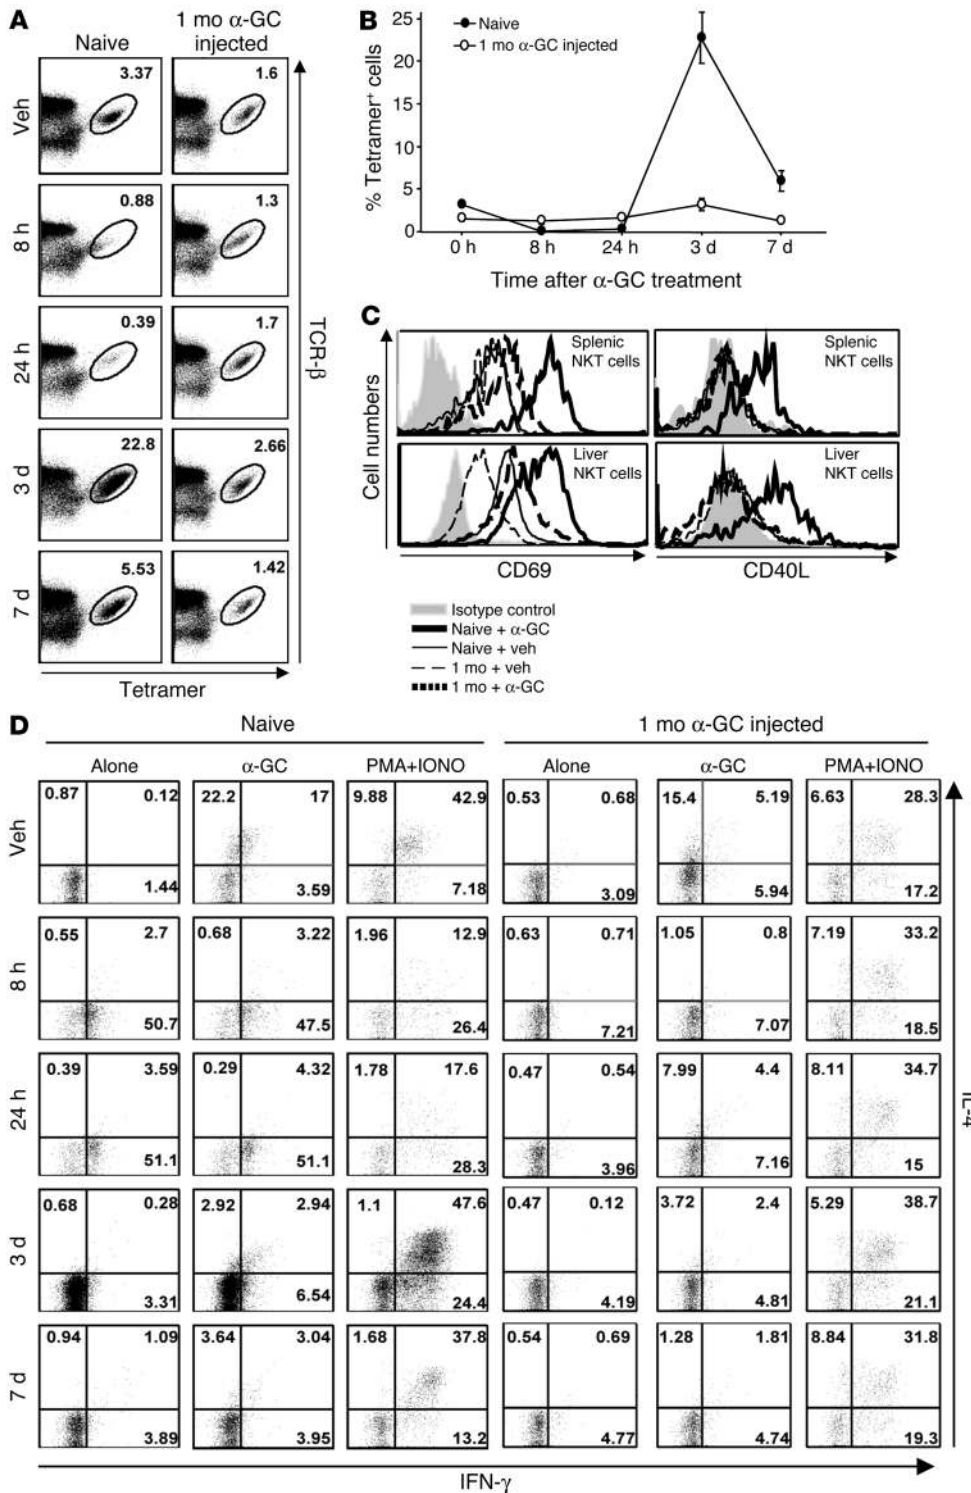 A
Naive
1 mo α-GC
injected
Veh
3.37
1.6
8 h
0.88
1.3
24 h
0.39
1.7
3 d
22.8
2.66
7 d
5.53
1.42
TCR-β
Tetramer
B
Naive
1 mo α-GC injected
% Tetramer⁺ cells
25
20
15
10
5
0
0 h
8 h
24 h
3 d
7 d
Time after α-GC treatment
C
Cell numbers
Splenic
NKT cells
Splenic
NKT cells
Liver
NKT cells
Liver
NKT cells
CD69
CD40L
Isotype control
Naive + α-GC
Naive + veh
1 mo + veh
1 mo + α-GC
D
Naive
1 mo α-GC injected
Alone
α-GC
PMA+IONO
Alone
α-GC
PMA+IONO
Veh
0.87 0.12 22.2 17 9.88 42.9 0.53 0.68 15.4 5.19 6.63 28.3
1.44 3.59 7.18 3.09 5.94 17.2
8 h
0.55 2.7 0.68 3.22 1.96 12.9 0.63 0.71 1.05 0.8 7.19 33.2
50.7 47.5 26.4 7.21 7.07 18.5
24 h
0.39 3.59 0.29 4.32 1.78 17.6 0.47 0.54 7.99 4.4 8.11 34.7
51.1 51.1 28.3 3.96 7.16 15
3 d
0.68 0.28 2.92 2.94 1.1 47.6 0.47 0.12 3.72 2.4 5.29 38.7
3.31 6.54 24.4 4.19 4.81 21.1
7 d
0.94 1.09 3.64 3.04 1.68 37.8 0.54 0.69 1.28 1.81 8.84 31.8
3.89 3.95 13.2 4.77 4.74 19.3
IL-4
IFN-γ